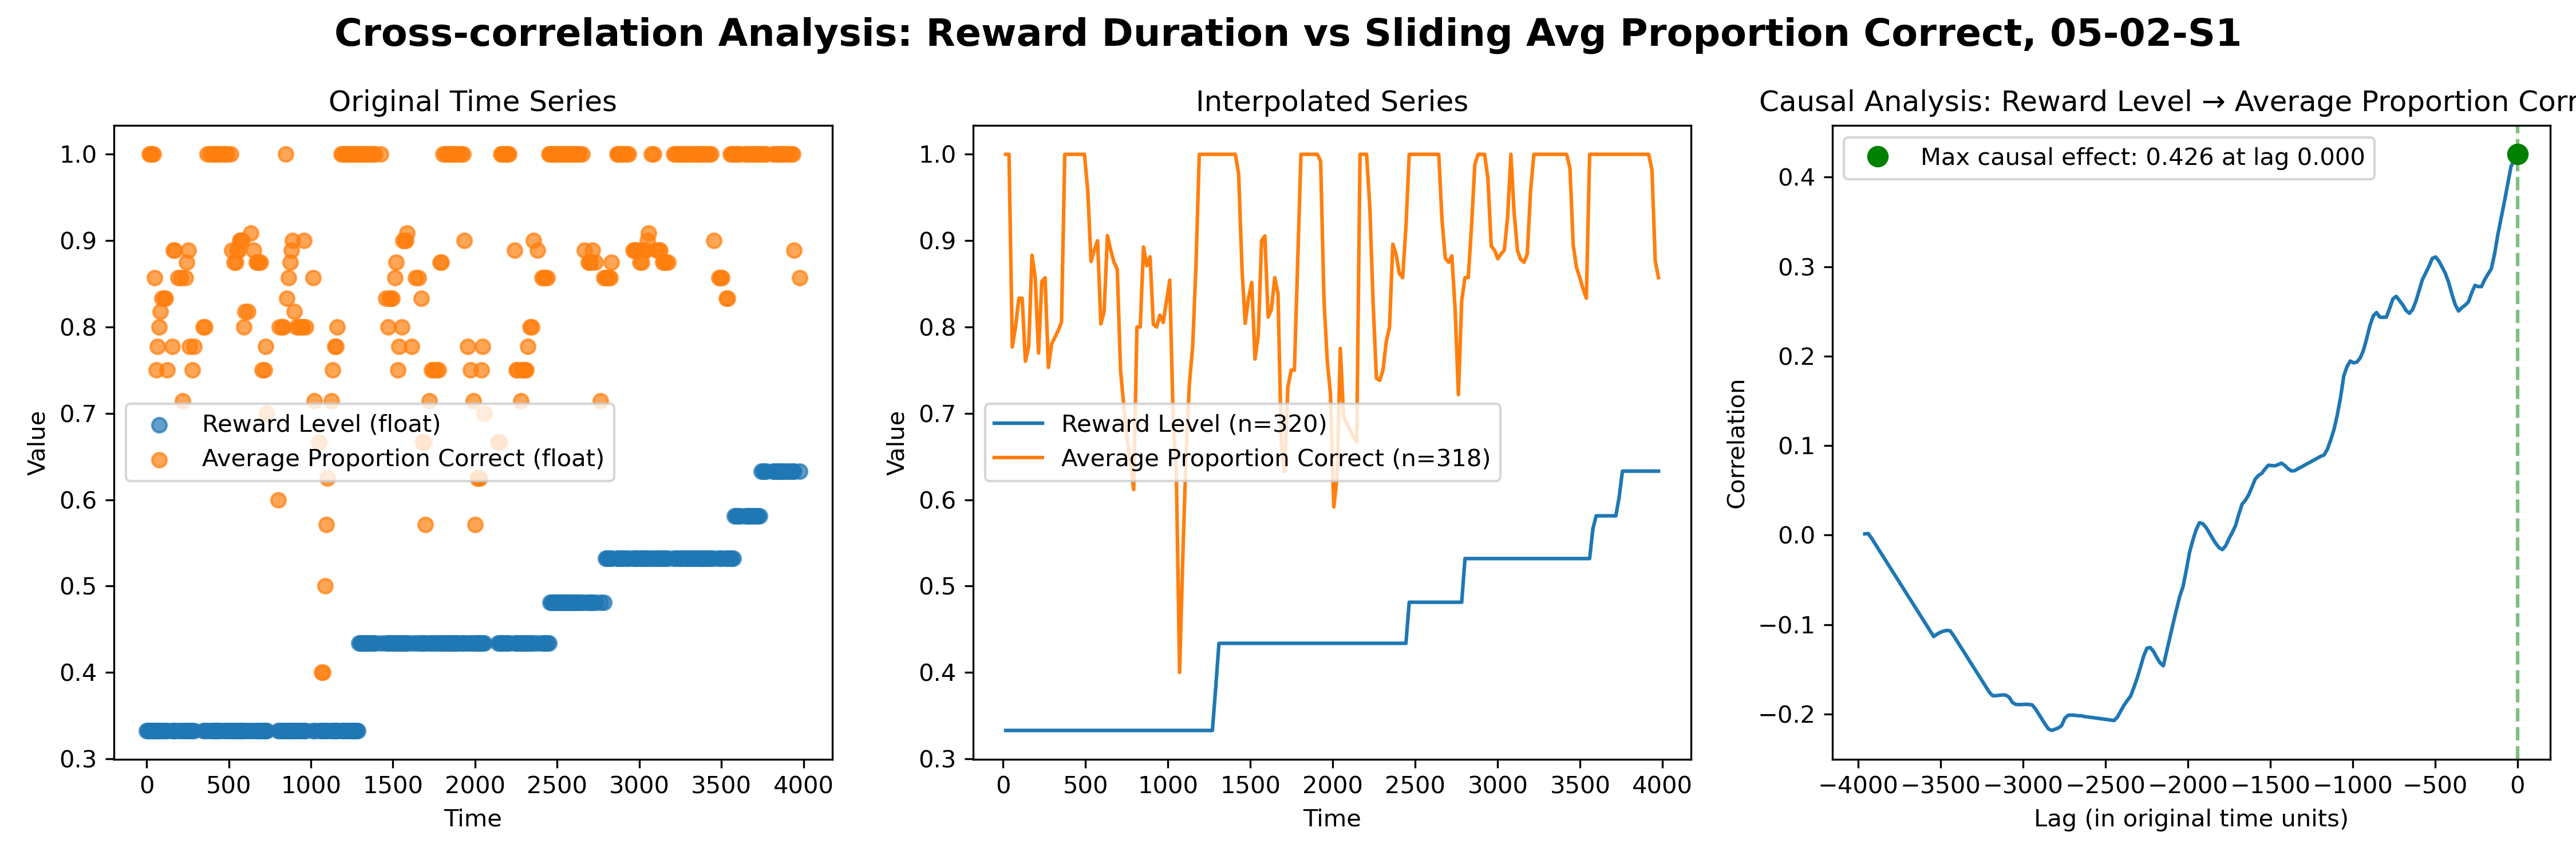 Cross-correlation Analysis: Reward Duration vs Sliding Avg Proportion Correct, 05-02-S1
Original Time Series
Value
1.0
0.9
0.8
0.7
0.6
0.5
0.4
0.3
Reward Level (float)
Average Proportion Correct (float)
0 500 1000 1500 2000 2500 3000 3500 4000
Time
Interpolated Series
Value
1.0
0.9
0.8
0.7
0.6
0.5
0.4
0.3
Reward Level (n=320)
Average Proportion Correct (n=318)
0 500 1000 1500 2000 2500 3000 3500 4000
Time
Causal Analysis: Reward Level → Average Proportion Corr
Correlation
Max causal effect: 0.426 at lag 0.000
0.4
0.3
0.2
0.1
0.0
−0.1
−0.2
−4000 −3500 −3000 −2500 −2000 −1500 −1000 −500 0
Lag (in original time units)